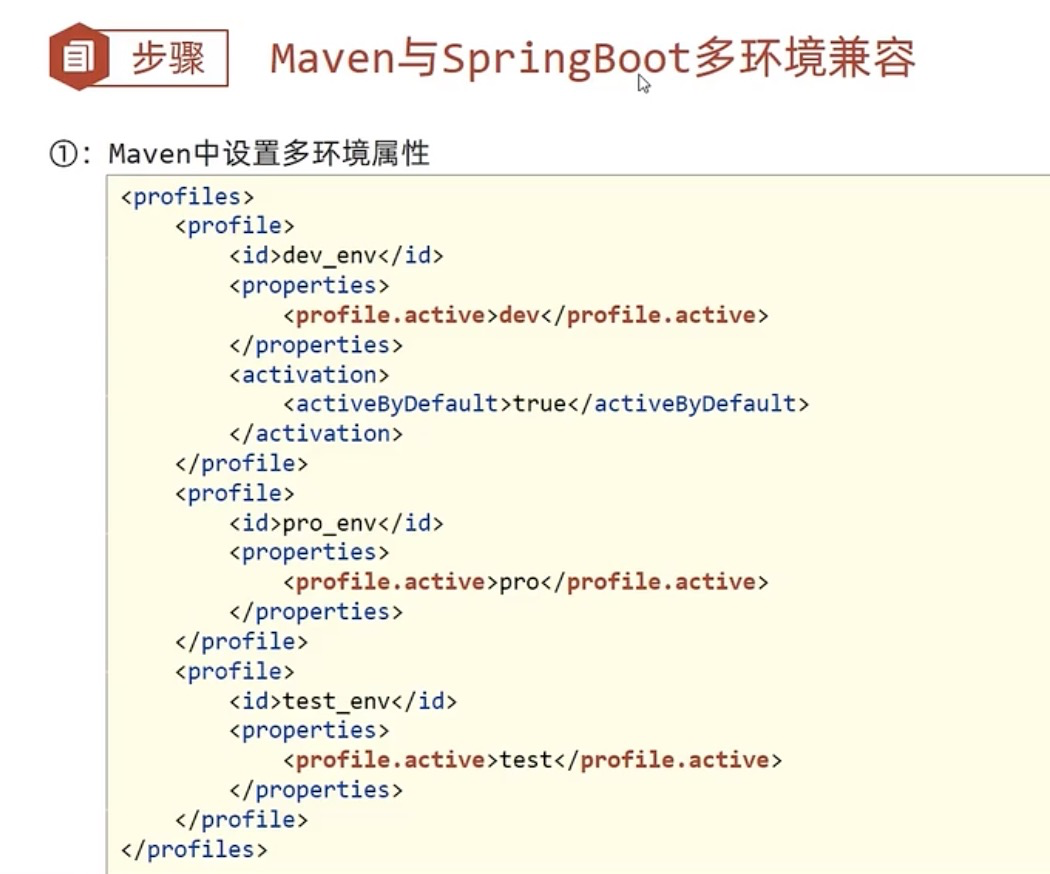 步骤 Maven与SpringBoot多环境兼容
①: Maven中设置多环境属性
<profiles>
    <profile>
        <id>dev_env</id>
        <properties>
            <profile.active>dev</profile.active>
        </properties>
        <activation>
            <activeByDefault>true</activeByDefault>
        </activation>
    </profile>
    <profile>
        <id>pro_env</id>
        <properties>
            <profile.active>pro</profile.active>
        </properties>
    </profile>
    <profile>
        <id>test_env</id>
        <properties>
            <profile.active>test</profile.active>
        </properties>
    </profile>
</profiles>